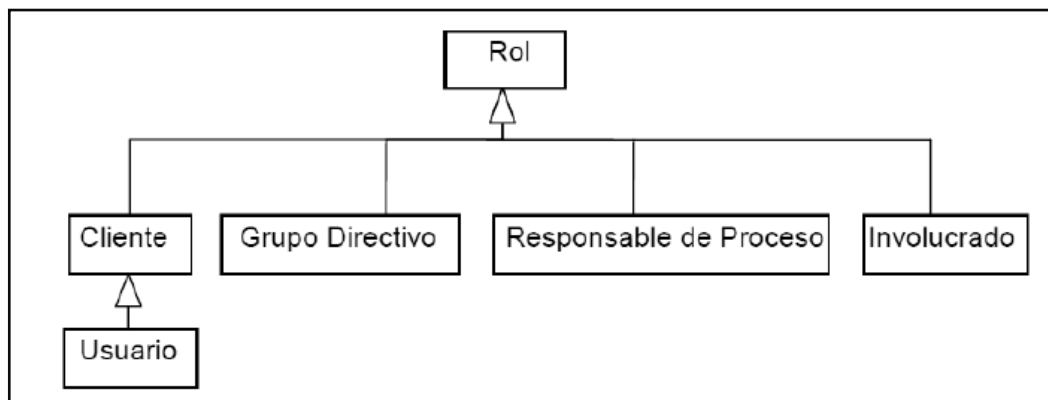 Rol
Cliente
Grupo Directivo
Responsable de Proceso
Involucrado
Usuario